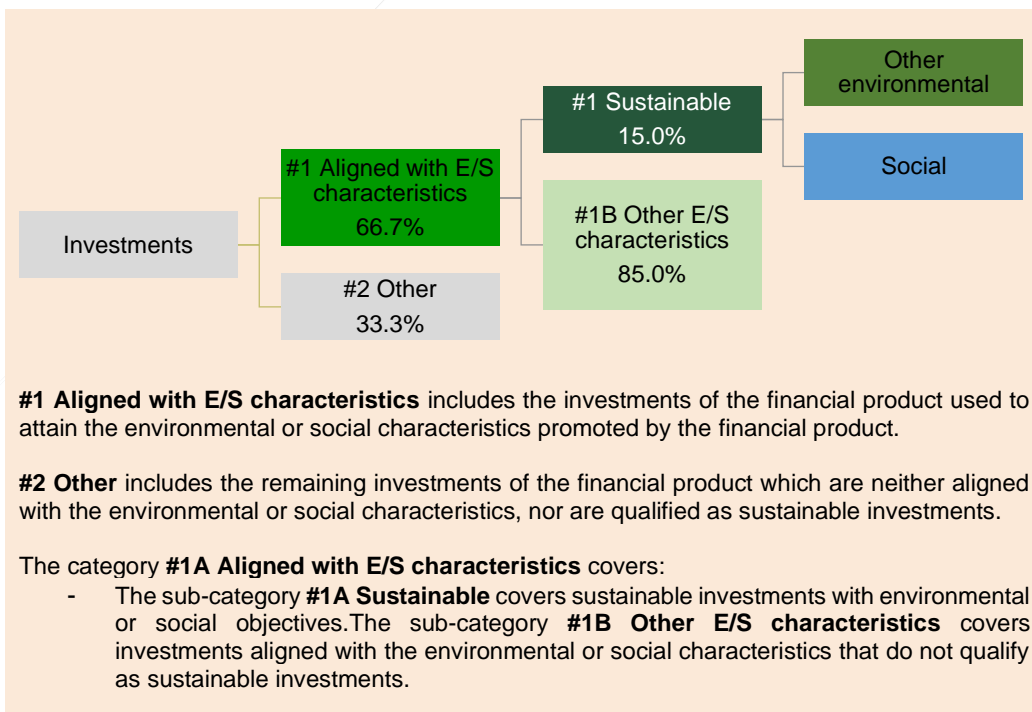 Investments
#1 Aligned with E/S
characteristics
66.7%
#2 Other
33.3%
#1 Sustainable
15.0%
#1B Other E/S
characteristics
85.0%
Other
environmental
Social
#1 Aligned with E/S characteristics includes the investments of the financial product used to
attain the environmental or social characteristics promoted by the financial product.
#2 Other includes the remaining investments of the financial product which are neither aligned
with the environmental or social characteristics, nor are qualified as sustainable investments.
The category #1A Aligned with E/S characteristics covers:
- The sub-category #1A Sustainable covers sustainable investments with environmental
or social objectives.The sub-category #1B Other E/S characteristics covers
investments aligned with the environmental or social characteristics that do not qualify
as sustainable investments.